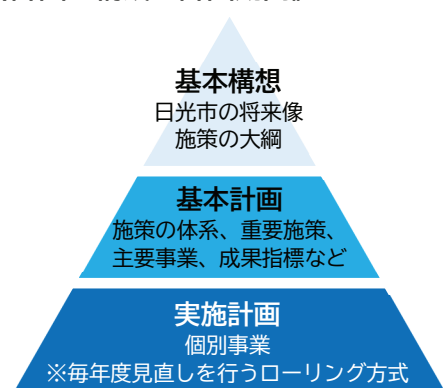 基本構想
日光市の将来像
施策の大綱
基本計画
施策の体系、重要施策、
主要事業、成果指標など
実施計画
個別事業
※毎年度見直しを行うローリング方式